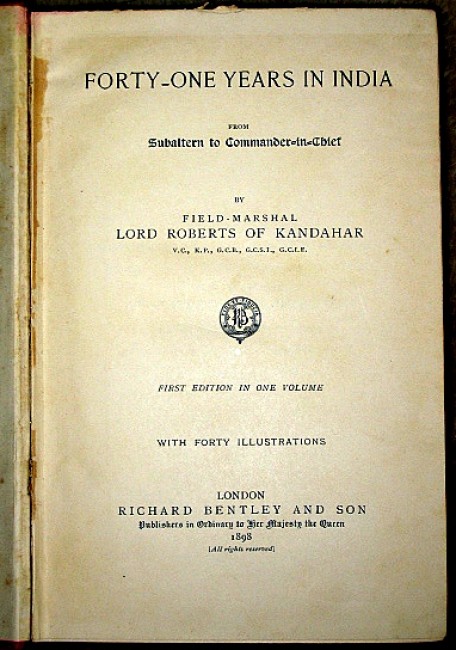 FORTY-ONE YEARS IN INDIA
FROM
Subaltern to Commander-in-Chief
BY
FIELD-MARSHAL
LORD ROBERTS OF KANDAHAR
V.C., K.P., G.C.B., G.C.S.I., G.C.I.E.
FIRST EDITION IN ONE VOLUME
WITH FORTY ILLUSTRATIONS
LONDON
RICHARD BENTLEY AND SON
Publishers in Ordinary to Her Majesty the Queen
1898
[All rights reserved]